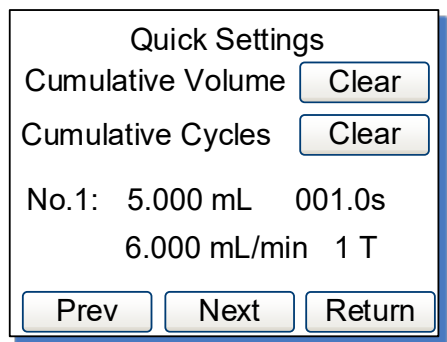 Quick Settings
Cumulative Volume Clear
Cumulative Cycles Clear
No.1: 5.000 mL 001.0s
6.000 mL/min 1 T
Prev Next Return